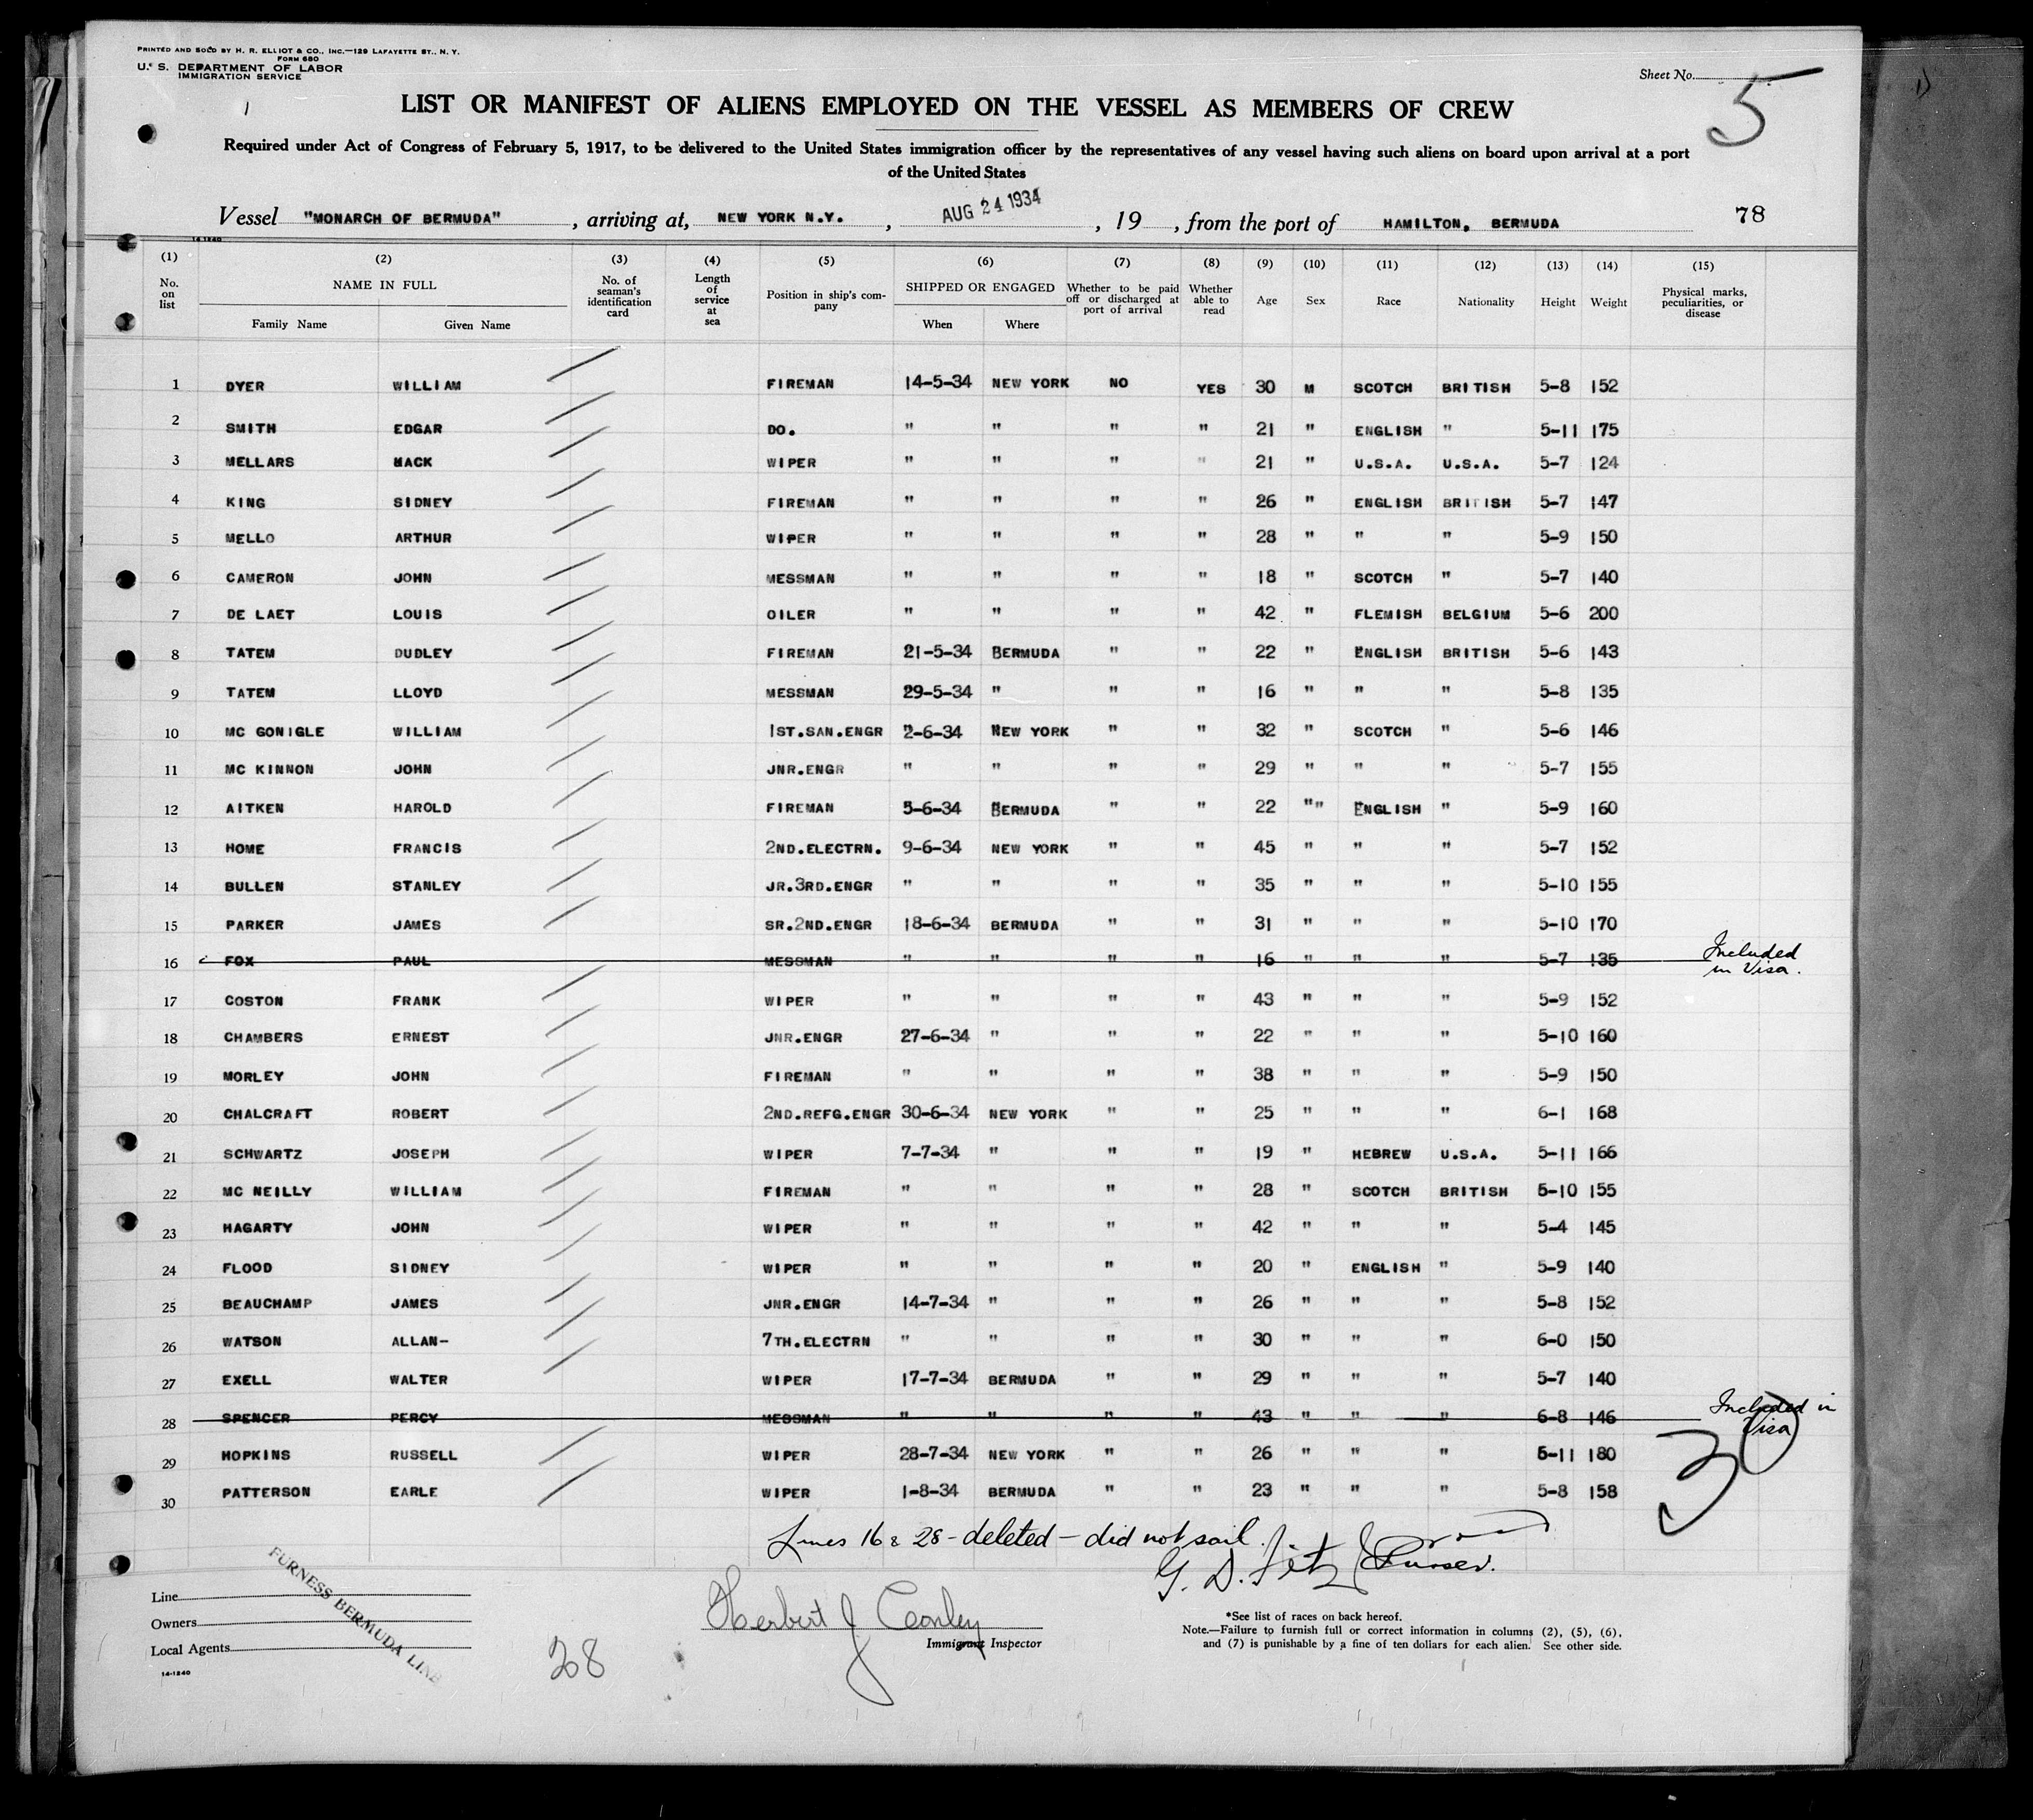 PRINTED AND SOLD BY H. R. ELLIOT & CO., INC.—129 LAFAYETTE ST., N. Y.
FORM 680
U. S. DEPARTMENT OF LABOR
IMMIGRATION SERVICE
Sheet No. 5
LIST OR MANIFEST OF ALIENS EMPLOYED ON THE VESSEL AS MEMBERS OF CREW
Required under Act of Congress of February 5, 1917, to be delivered to the United States immigration officer by the representatives of any vessel having such aliens on board upon arrival at a port
of the United States
Vessel "MONARCH OF BERMUDA", arriving at, NEW YORK N.Y., AUG 24 1934, 19 , from the port of HAMILTON, BERMUDA 78
14-1240
(1) No. on list (2) NAME IN FULL Family Name Given Name (3) No. of seaman's identification card (4) Length of service at sea (5) Position in ship's company (6) SHIPPED OR ENGAGED When Where (7) Whether to be paid off or discharged at port of arrival (8) Whether able to read (9) Age (10) Sex (11) Race (12) Nationality (13) Height (14) Weight (15) Physical marks, peculiarities, or disease
1 DYER WILLIAM FIREMAN 14-5-34 NEW YORK NO YES 30 M SCOTCH BRITISH 5-8 152
2 SMITH EDGAR DO. " " " " 21 " ENGLISH " 5-11 175
3 MELLARS MACK WIPER " " " " 21 " U.S.A. U.S.A. 5-7 124
4 KING SIDNEY FIREMAN " " " " 26 " ENGLISH BRITISH 5-7 147
5 MELLO ARTHUR WIPER " " " " 28 " " " 5-9 150
6 CAMERON JOHN MESSMAN " " " " 18 " SCOTCH " 5-7 140
7 DE LAET LOUIS OILER " " " " 42 " FLEMISH BELGIUM 5-6 200
8 TATEM DUDLEY FIREMAN 21-5-34 BERMUDA " " 22 " ENGLISH BRITISH 5-6 143
9 TATEM LLOYD MESSMAN 29-5-34 " " " 16 " " " 5-8 135
10 MC GONIGLE WILLIAM 1ST.SAN.ENGR 2-6-34 NEW YORK " " 32 " SCOTCH " 5-6 146
11 MC KINNON JOHN JNR.ENGR " " " " 29 " " " 5-7 155
12 AITKEN HAROLD FIREMAN 5-6-34 BERMUDA " " 22 "" ENGLISH " 5-9 160
13 HOME FRANCIS 2ND.ELECTRN. 9-6-34 NEW YORK " " 45 " " " 5-7 152
14 BULLEN STANLEY JR.3RD.ENGR " " " " 35 " " " 5-10 155
15 PARKER JAMES SR.2ND.ENGR 18-6-34 BERMUDA " " 31 " " " 5-10 170
16 FOX PAUL MESSMAN " " " " 16 " " " 5-7 135 Included in Visa.
17 COSTON FRANK WIPER " " " " 43 " " " 5-9 152
18 CHAMBERS ERNEST JNR.ENGR 27-6-34 " " " 22 " " " 5-10 160
19 MORLEY JOHN FIREMAN " " " " 38 " " " 5-9 150
20 CHALCRAFT ROBERT 2ND.REFG.ENGR 30-6-34 NEW YORK " " 25 " " " 6-1 168
21 SCHWARTZ JOSEPH WIPER 7-7-34 " " " 19 " HEBREW U.S.A. 5-11 166
22 MC NEILLY WILLIAM FIREMAN " " " " 28 " SCOTCH BRITISH 5-10 155
23 HAGARTY JOHN WIPER " " " " 42 " " " 5-4 145
24 FLOOD SIDNEY WIPER " " " " 20 " ENGLISH " 5-9 140
25 BEAUCHAMP JAMES JNR.ENGR 14-7-34 " " " 26 " " " 5-8 152
26 WATSON ALLAN- 7TH.ELECTRN " " " " 30 " " " 6-0 150
27 EXELL WALTER WIPER 17-7-34 BERMUDA " " 29 " " " 5-7 140
28 SPENCER PERCY MESSMAN " " " " 43 " " " 6-8 146 Included in Visa
29 HOPKINS RUSSELL WIPER 28-7-34 NEW YORK " " 26 " " " 5-11 180
30 PATTERSON EARLE WIPER 1-8-34 BERMUDA " " 23 " " " 5-8 158
30
Lines 16 & 28 - deleted - did not sail.
G. D. Fitz Purser.
Line
Owners
Local Agents
FURNESS BERMUDA LINE
14-1240
28
Herbert J Conley
Immigrant Inspector
*See list of races on back hereof.
Note.—Failure to furnish full or correct information in columns (2), (5), (6),
and (7) is punishable by a fine of ten dollars for each alien. See other side.